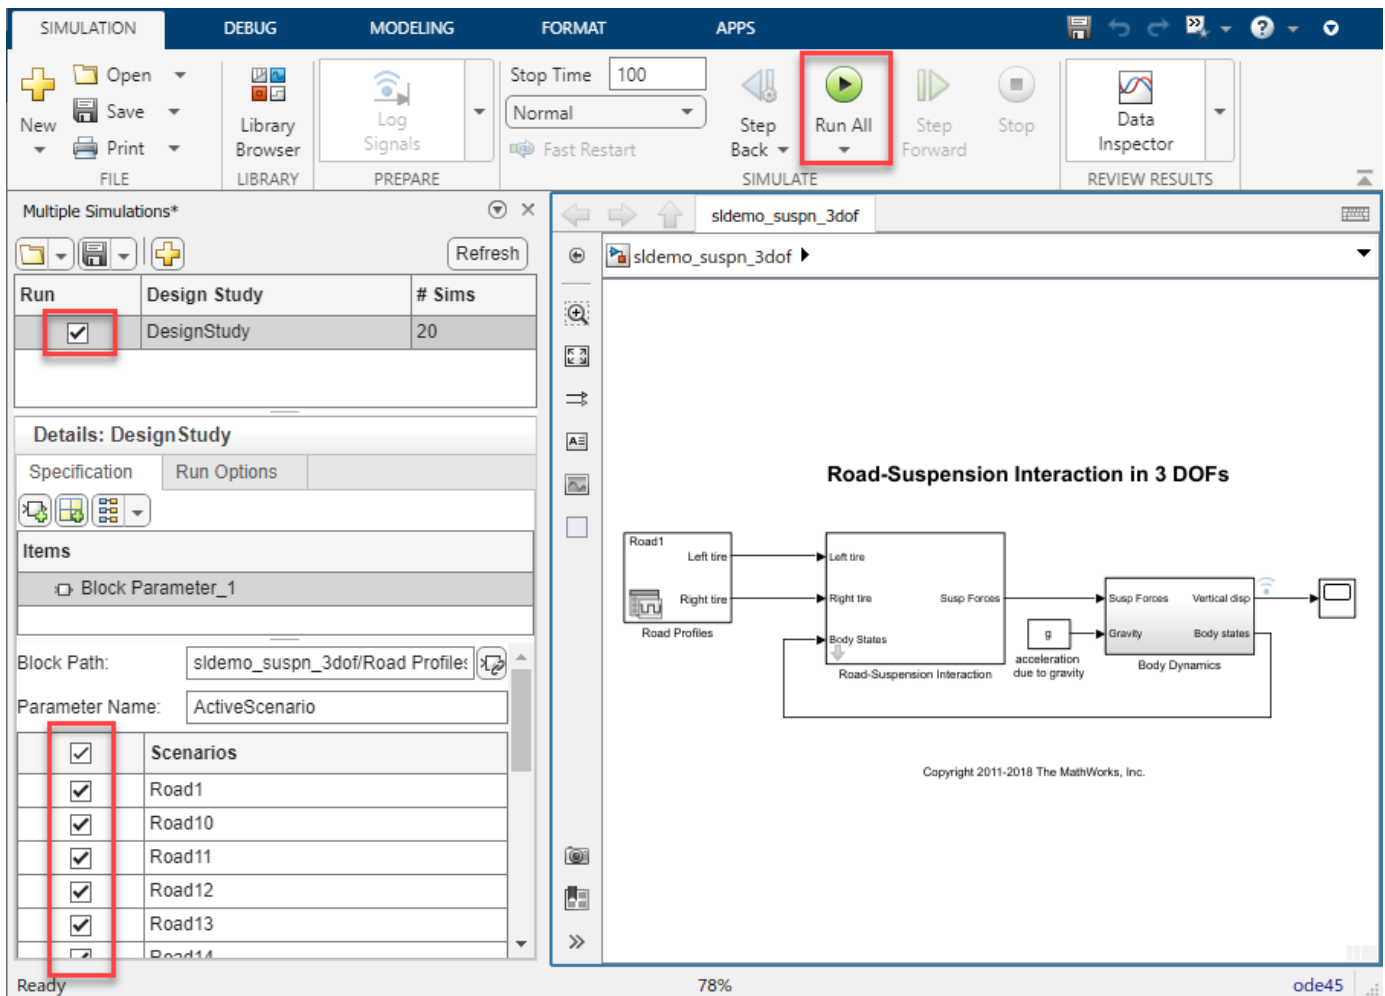 SIMULATION DEBUG MODELING FORMAT APPS
New
Open
Save
Print
FILE
Library
Browser
LIBRARY
Log
Signals
PREPARE
Stop Time 100
Normal
Fast Restart
Step
Back
Run All
Step
Forward
Stop
SIMULATE
Data
Inspector
REVIEW RESULTS
Multiple Simulations*
Refresh
Run Design Study # Sims
DesignStudy 20
Details: DesignStudy
Specification Run Options
Items
Block Parameter_1
Block Path: sldemo_suspn_3dof/Road Profiles
Parameter Name: ActiveScenario
Scenarios
Road1
Road10
Road11
Road12
Road13
Road14
sldemo_suspn_3dof
sldemo_suspn_3dof
Road-Suspension Interaction in 3 DOFs
Road1
Left tire
Right tire
Road Profiles
Left tire
Right tire
Susp Forces
Body States
Road-Suspension Interaction
g
acceleration
due to gravity
Susp Forces
Vertical disp
Gravity
Body states
Body Dynamics
Copyright 2011-2018 The MathWorks, Inc.
Ready 78% ode45